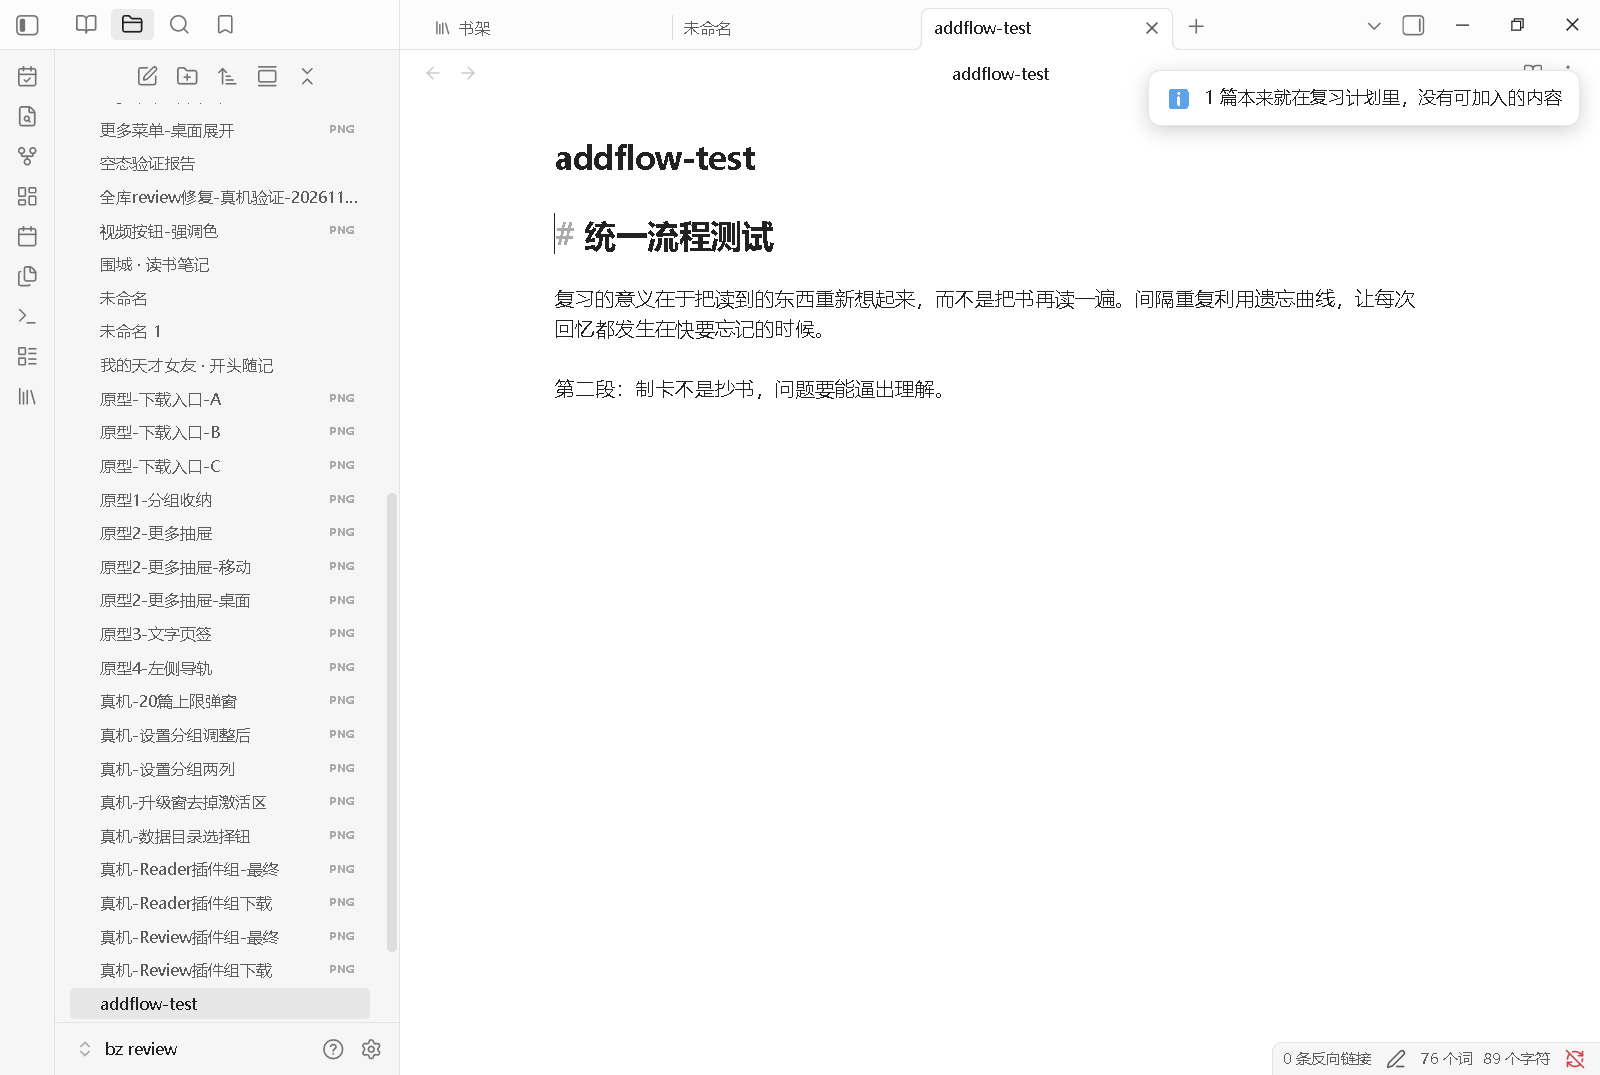 书架
未命名
addflow-test
addflow-test
1 篇本来就在复习计划里，没有可加入的内容
更多菜单-桌面展开 PNG
空态验证报告
全库review修复-真机验证-202611...
视频按钮-强调色 PNG
围城 · 读书笔记
未命名
未命名 1
我的天才女友 · 开头随记
原型-下载入口-A PNG
原型-下载入口-B PNG
原型-下载入口-C PNG
原型1-分组收纳 PNG
原型2-更多抽屉 PNG
原型2-更多抽屉-移动 PNG
原型2-更多抽屉-桌面 PNG
原型3-文字页签 PNG
原型4-左侧导轨 PNG
真机-20篇上限弹窗 PNG
真机-设置分组调整后 PNG
真机-设置分组两列 PNG
真机-升级窗去掉激活区 PNG
真机-数据目录选择钮 PNG
真机-Reader插件组-最终 PNG
真机-Reader插件组下载 PNG
真机-Review插件组-最终 PNG
真机-Review插件组下载 PNG
addflow-test
bz review
addflow-test
# 统一流程测试
复习的意义在于把读到的东西重新想起来，而不是把书再读一遍。间隔重复利用遗忘曲线，让每次
回忆都发生在快要忘记的时候。
第二段：制卡不是抄书，问题要能逼出理解。
0 条反向链接 76 个词 89 个字符